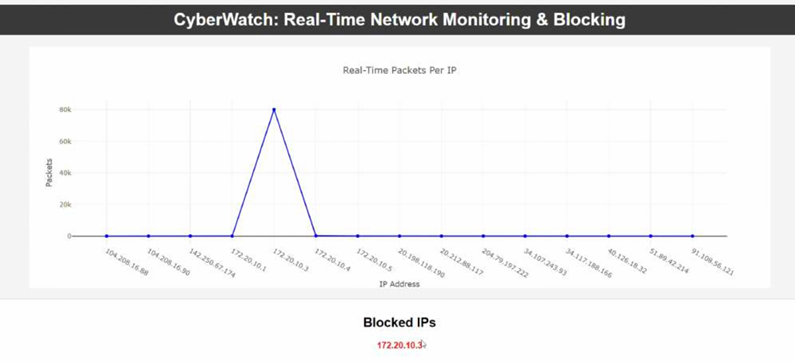 CyberWatch: Real-Time Network Monitoring & Blocking
Real-Time Packets Per IP
80k
60k
40k
20k
0
Packets
104.208.16.88
104.208.16.90
142.250.67.174
172.20.10.1
172.20.10.3
172.20.10.4
172.20.10.5
20.198.118.190
20.212.88.117
204.79.197.222
34.107.243.93
34.117.188.166
40.126.18.32
51.89.42.214
91.108.56.121
IP Address
Blocked IPs
172.20.10.3